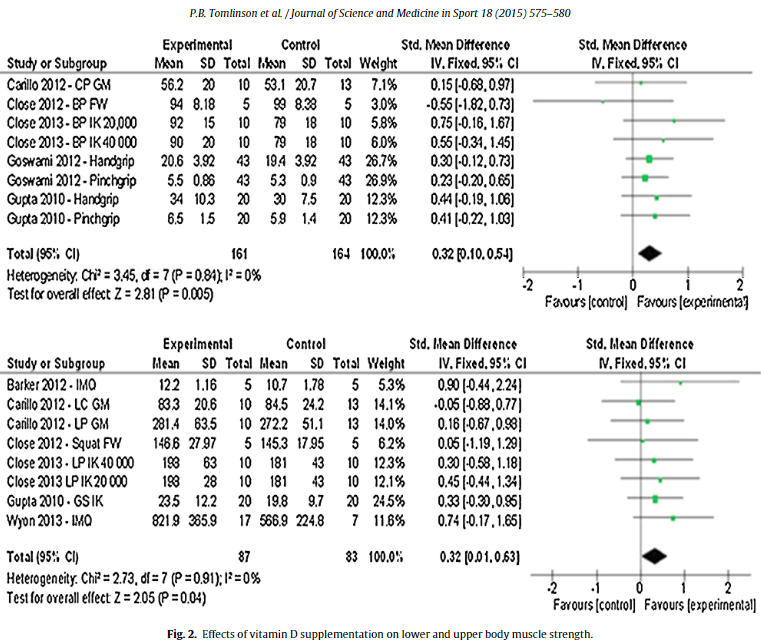 P.B. Tomlinson et al. / Journal of Science and Medicine in Sport 18 (2015) 575–580
Experimental Control Std. Mean Difference Std. Mean Difference
Study or Subgroup Mean SD Total Mean SD Total Weight IV. Fixed, 95% CI IV. Fixed, 95% CI
Carillo 2012 - CP GM 56.2 20 10 53.1 20.7 13 7.1% 0.15 [-0.68, 0.97]
Close 2012 - BP FW 94 8.18 5 99 8.38 5 3.0% -0.55 [-1.82, 0.73]
Close 2013 - BP IK 20,000 92 15 10 79 18 10 5.8% 0.75 [-0.16, 1.67]
Close 2013 - BP IK 40 000 90 20 10 79 18 10 6.0% 0.55 [-0.34, 1.45]
Goswami 2012 - Handgrip 20.6 3.92 43 19.4 3.92 43 26.7% 0.30 [-0.12, 0.73]
Goswami 2012 - Pinchgrip 5.5 0.86 43 5.3 0.9 43 26.9% 0.23 [-0.20, 0.65]
Gupta 2010 - Handgrip 34 10.3 20 30 7.5 20 12.3% 0.44 [-0.19, 1.06]
Gupta 2010 - Pinchgrip 6.5 1.5 20 5.9 1.4 20 12.3% 0.41 [-0.22, 1.03]
Total (95% CI) 161 164 100.0% 0.32 [0.10, 0.54]
Heterogeneity: Chi² = 3.45, df = 7 (P = 0.84); I² = 0%
Test for overall effect: Z = 2.81 (P = 0.005)
-2 -1 0 1 2
Favours [control] Favours [experimental]
Experimental Control Std. Mean Difference Std. Mean Difference
Study or Subgroup Mean SD Total Mean SD Total Weight IV. Fixed, 95% CI IV. Fixed, 95% CI
Barker 2012 - IMQ 12.2 1.16 5 10.7 1.78 5 5.3% 0.90 [-0.44, 2.24]
Carillo 2012 - LC GM 83.3 20.6 10 84.5 24.2 13 14.1% -0.05 [-0.88, 0.77]
Carillo 2012 - LP GM 281.4 63.5 10 272.2 51.1 13 14.0% 0.16 [-0.67, 0.98]
Close 2012 - Squat FW 146.6 27.97 5 145.3 17.95 5 6.2% 0.05 [-1.19, 1.29]
Close 2013 - LP IK 40 000 193 63 10 181 43 10 12.3% 0.30 [-0.58, 1.18]
Close 2013 LP IK 20 000 193 28 10 181 43 10 12.1% 0.45 [-0.44, 1.34]
Gupta 2010 - GS IK 23.5 12.2 20 19.8 9.7 20 24.5% 0.33 [-0.30, 0.95]
Wyon 2013 - IMQ 821.9 385.9 17 566.9 224.8 7 11.6% 0.74 [-0.17, 1.65]
Total (95% CI) 87 83 100.0% 0.32 [0.01, 0.63]
Heterogeneity: Chi² = 2.73, df = 7 (P = 0.91); I² = 0%
Test for overall effect: Z = 2.05 (P = 0.04)
-2 -1 0 1 2
Favours [control] Favours [experimental]
Fig. 2. Effects of vitamin D supplementation on lower and upper body muscle strength.